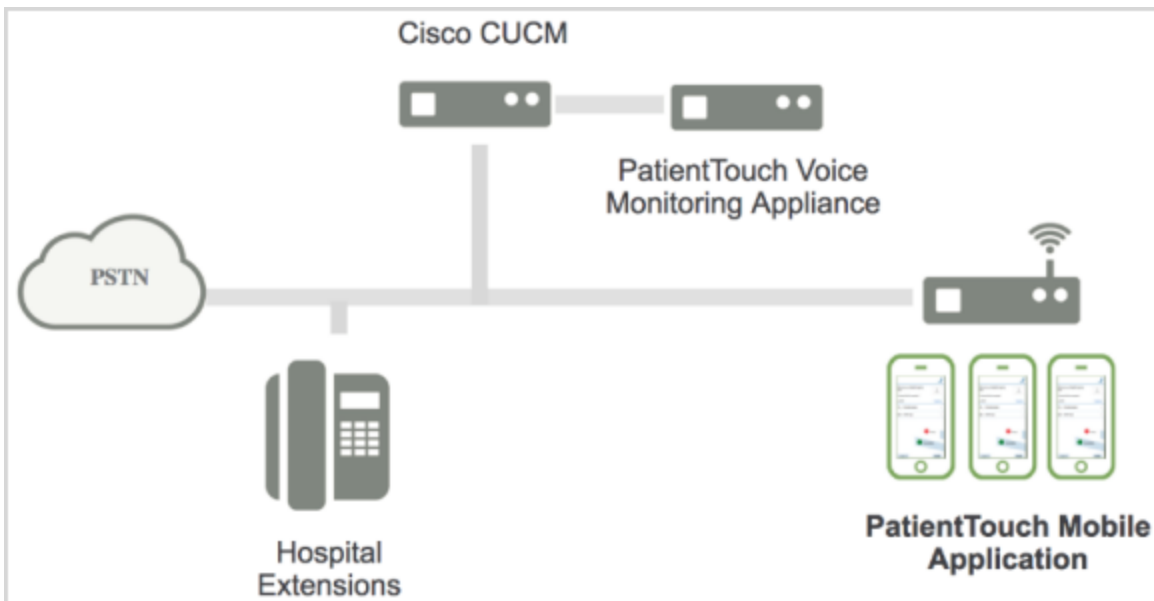 Cisco CUCM
PatientTouch Voice
Monitoring Appliance
PSTN
Hospital
Extensions
PatientTouch Mobile
Application